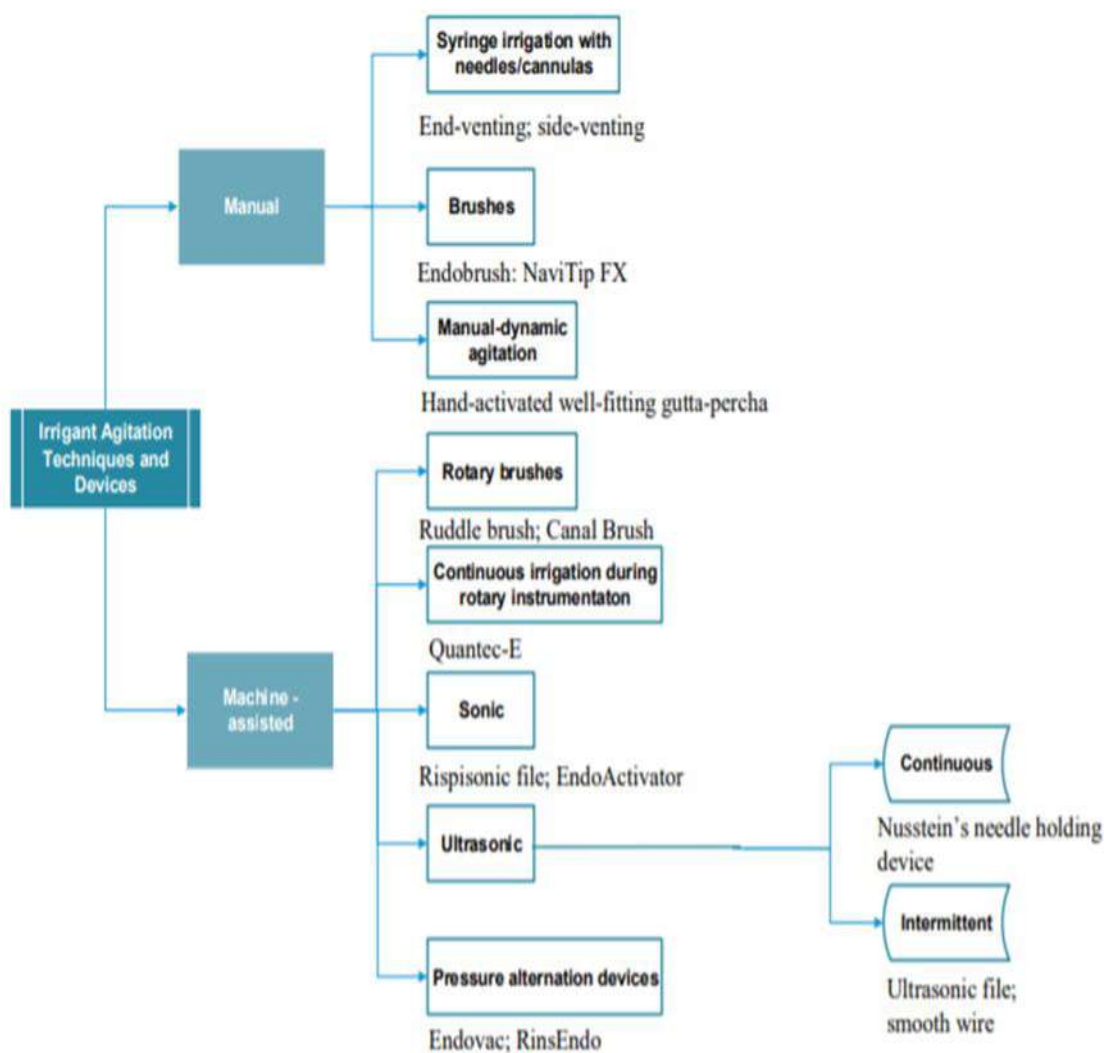 Syringe irrigation with
needles/cannulas
End-venting; side-venting
Manual
Brushes
Endobrush: NaviTip FX
Manual-dynamic
agitation
Hand-activated well-fitting gutta-percha
Irrigant Agitation
Techniques and
Devices
Rotary brushes
Ruddle brush; Canal Brush
Continuous irrigation during
rotary instrumentaton
Quantec-E
Machine -
assisted
Sonic
Rispisonic file; EndoActivator
Ultrasonic
Continuous
Nusstein's needle holding
device
Intermittent
Ultrasonic file;
smooth wire
Pressure alternation devices
Endovac; RinsEndo